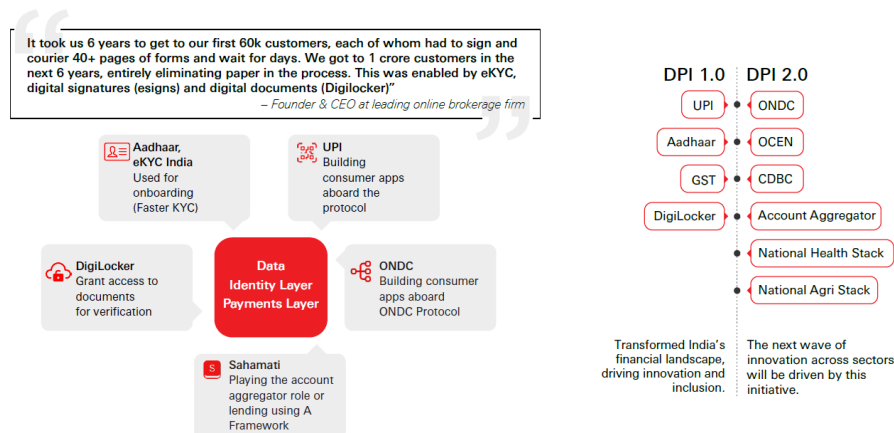 “
It took us 6 years to get to our first 60k customers, each of whom had to sign and
courier 40+ pages of forms and wait for days. We got to 1 crore customers in the
next 6 years, entirely eliminating paper in the process. This was enabled by eKYC,
digital signatures (esigns) and digital documents (Digilocker)”
– Founder & CEO at leading online brokerage firm
”
Aadhaar,
eKYC India
Used for
onboarding
(Faster KYC)
UPI
Building
consumer apps
aboard the
protocol
DigiLocker
Grant access to
documents
for verification
Data
Identity Layer
Payments Layer
ONDC
Building consumer
apps aboard
ONDC Protocol
S
Sahamati
Playing the account
aggregator role or
lending using A
Framework
DPI 1.0
UPI
Aadhaar
GST
DigiLocker
Transformed India’s
financial landscape,
driving innovation and
inclusion.
DPI 2.0
ONDC
OCEN
CDBC
Account Aggregator
National Health Stack
National Agri Stack
The next wave of
innovation across sectors
will be driven by this
initiative.